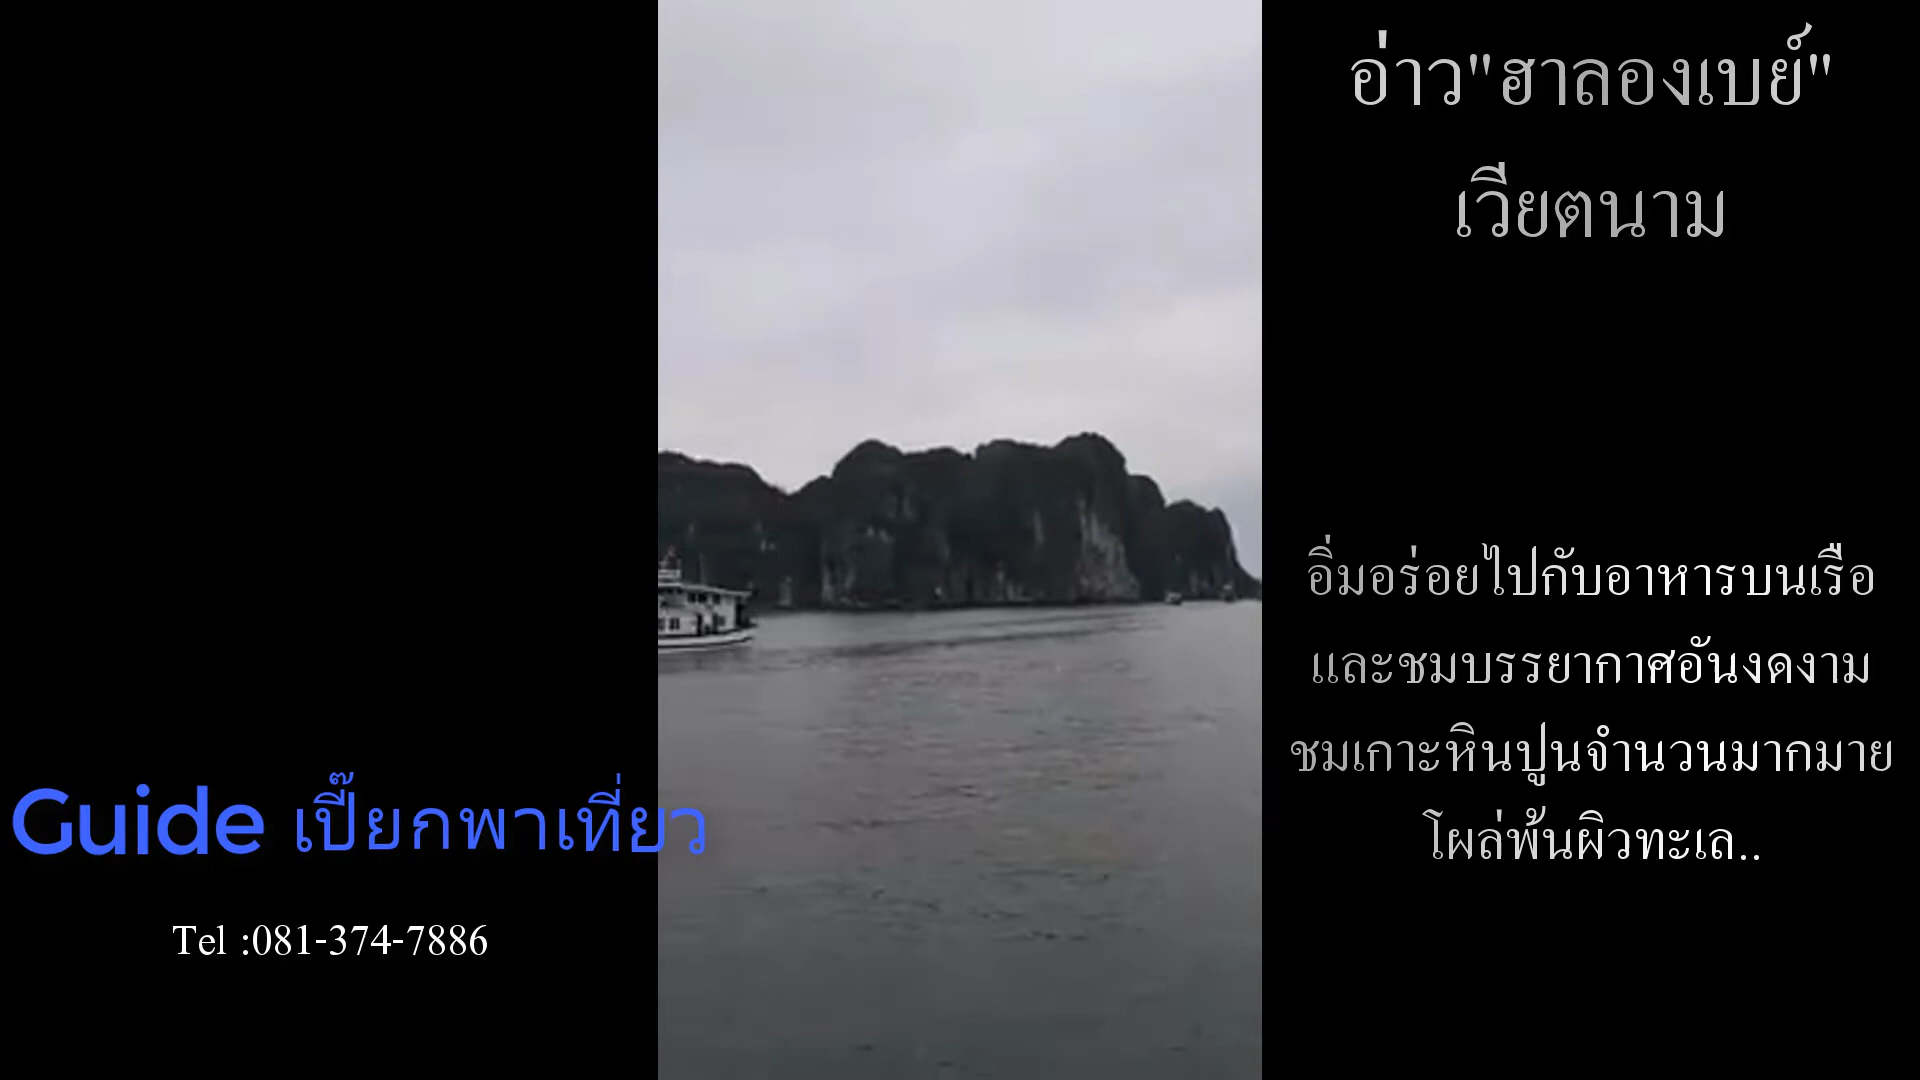 อ่าว"ฮาลองเบย์"
เวียตนาม
อิ่มอร่อยไปกับอาหารบนเรือ
และชมบรรยากาศอันงดงาม
ชมเกาะหินปูนจำนวนมากมาย
โผล่พ้นผิวทะเล..
Guide เปี๊ยกพาเที่ยว
Tel :081-374-7886